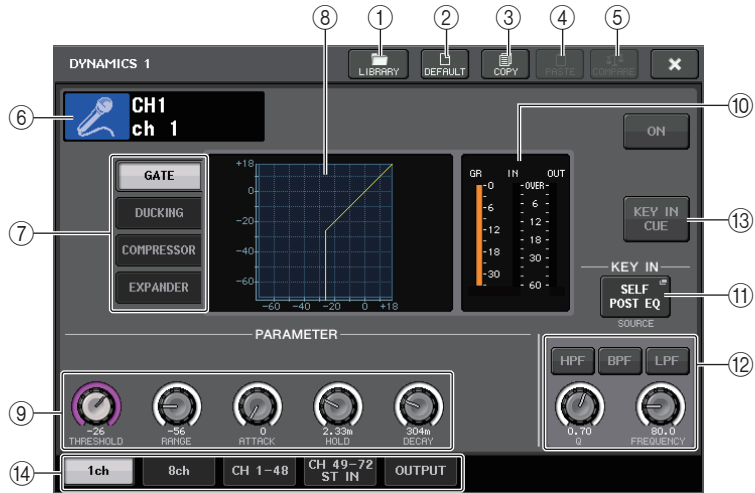 ⑧ ① ② ③ ④ ⑤
DYNAMICS 1
LIBRARY DEFAULT COPY PASTE COMPARE ×
⑥ CH1
ch 1
⑩
ON
⑦ GATE
DUCKING
COMPRESSOR
EXPANDER
+18
0
-20
-40
-60
-60 -40 -20 0 +18
GR IN OUT
0 OVER
6 6
12 12
18 18
30 30
60
KEY IN
CUE
⑬
KEY IN
SELF
POST EQ
⑪
SOURCE
PARAMETER
HPF BPF LPF
⑫
⑨
-26 -56 0 2.33m 304m 0.70 80.0
THRESHOLD RANGE ATTACK HOLD DECAY Q FREQUENCY
⑭ 1ch 8ch CH 1-48 CH 49-72
ST IN OUTPUT